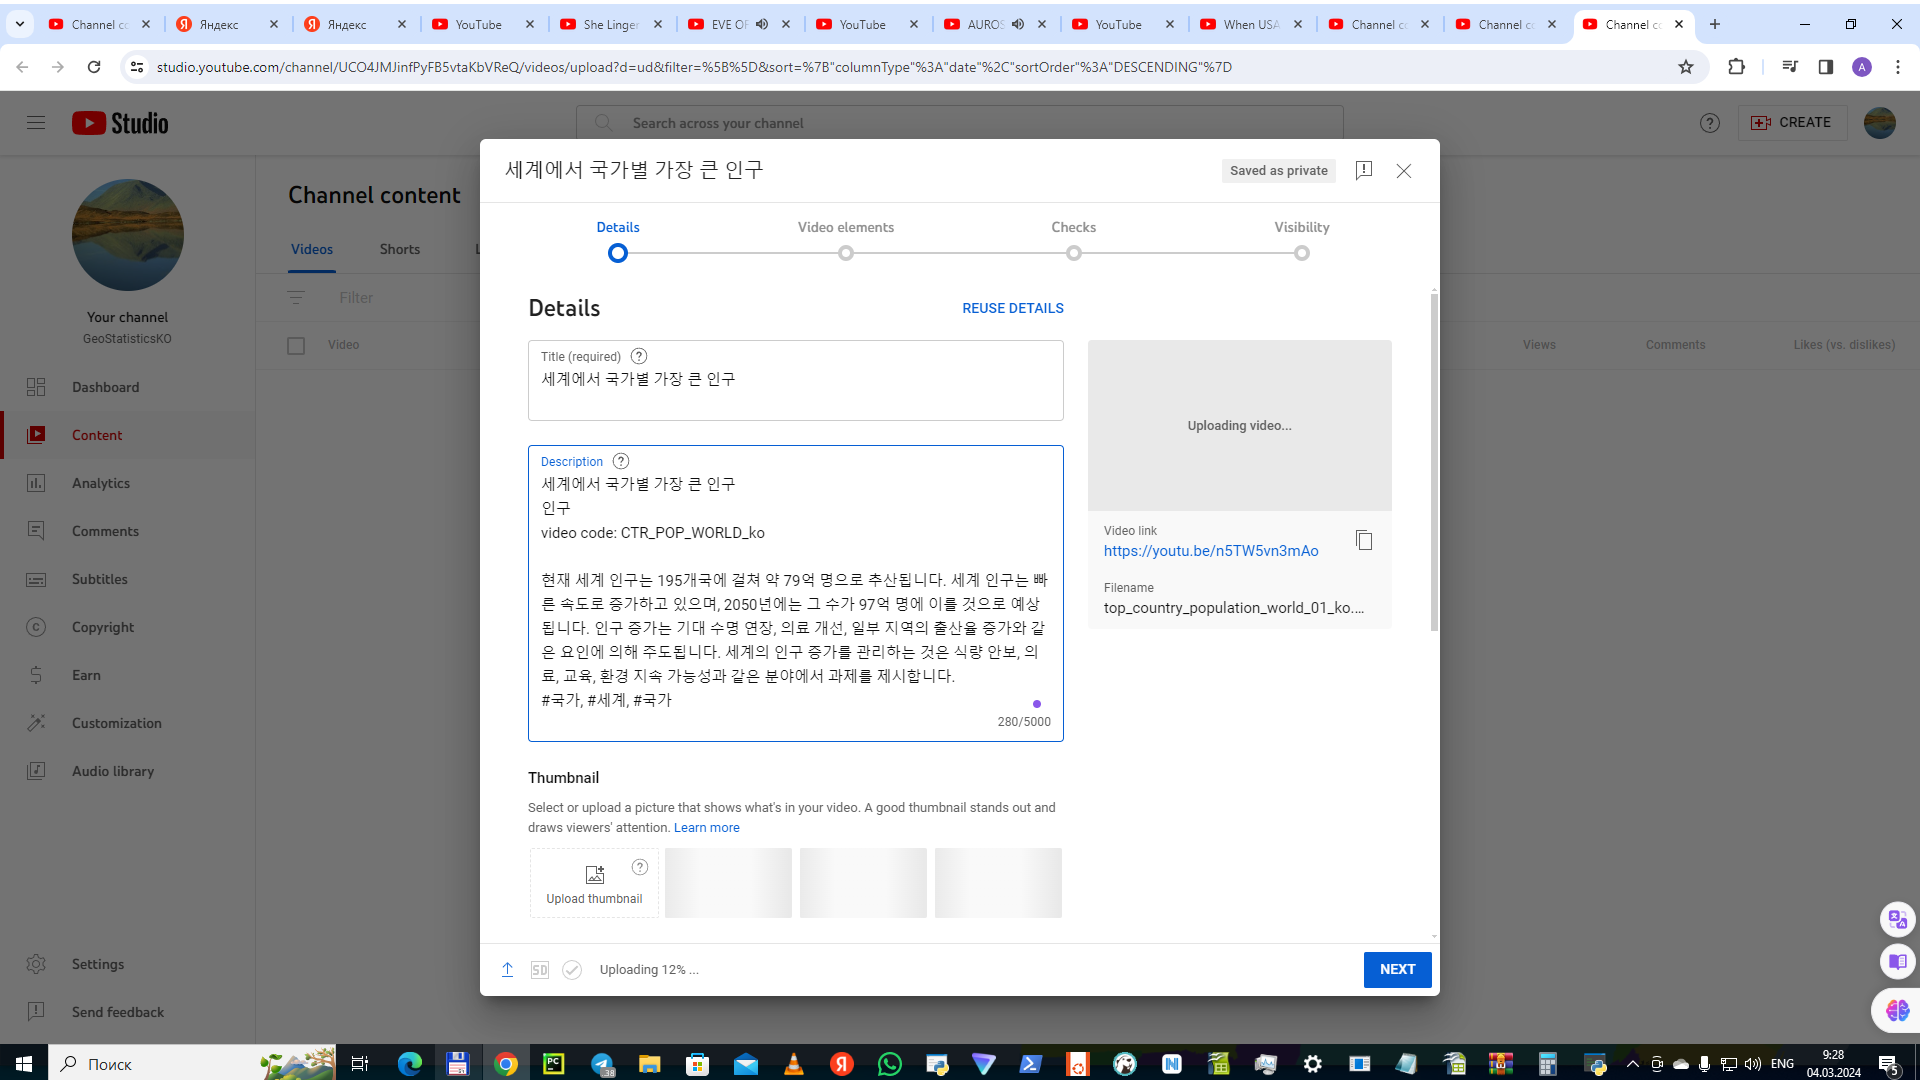 Channel co
Яндекс
Яндекс
YouTube
She Linger
EVE OF
YouTube
AUROS
YouTube
When USA
Channel co
Channel co
Channel co
studio.youtube.com/channel/UCO4JMJinfPyFB5vtaKbVReQ/videos/upload?d=ud&filter=%5B%5D&sort=%7B"columnType"%3A"date"%2C"sortOrder"%3A"DESCENDING"%7D
A
Studio
Search across your channel
CREATE
세계에서 국가별 가장 큰 인구
Saved as private
Channel content
Details
Video elements
Checks
Visibility
Videos
Shorts
L
Filter
Details
REUSE DETAILS
Your channel
GeoStatisticsKO
Video
Views
Comments
Likes (vs. dislikes)
Title (required)
세계에서 국가별 가장 큰 인구
Uploading video...
Dashboard
Content
Analytics
Comments
Subtitles
Copyright
Earn
Customization
Audio library
Settings
Send feedback
Description
세계에서 국가별 가장 큰 인구
인구
video code: CTR_POP_WORLD_ko
현재 세계 인구는 195개국에 걸쳐 약 79억 명으로 추산됩니다. 세계 인구는 빠
른 속도로 증가하고 있으며, 2050년에는 그 수가 97억 명에 이를 것으로 예상
됩니다. 인구 증가는 기대 수명 연장, 의료 개선, 일부 지역의 출산율 증가와 같
은 요인에 의해 주도됩니다. 세계의 인구 증가를 관리하는 것은 식량 안보, 의
료, 교육, 환경 지속 가능성과 같은 분야에서 과제를 제시합니다.
#국가, #세계, #국가
280/5000
Video link
https://youtu.be/n5TW5vn3mAo
Filename
top_country_population_world_01_ko....
Thumbnail
Select or upload a picture that shows what's in your video. A good thumbnail stands out and
draws viewers' attention. Learn more
Upload thumbnail
SD
Uploading 12% ...
NEXT
Поиск
38
ENG
9:28
04.03.2024
5